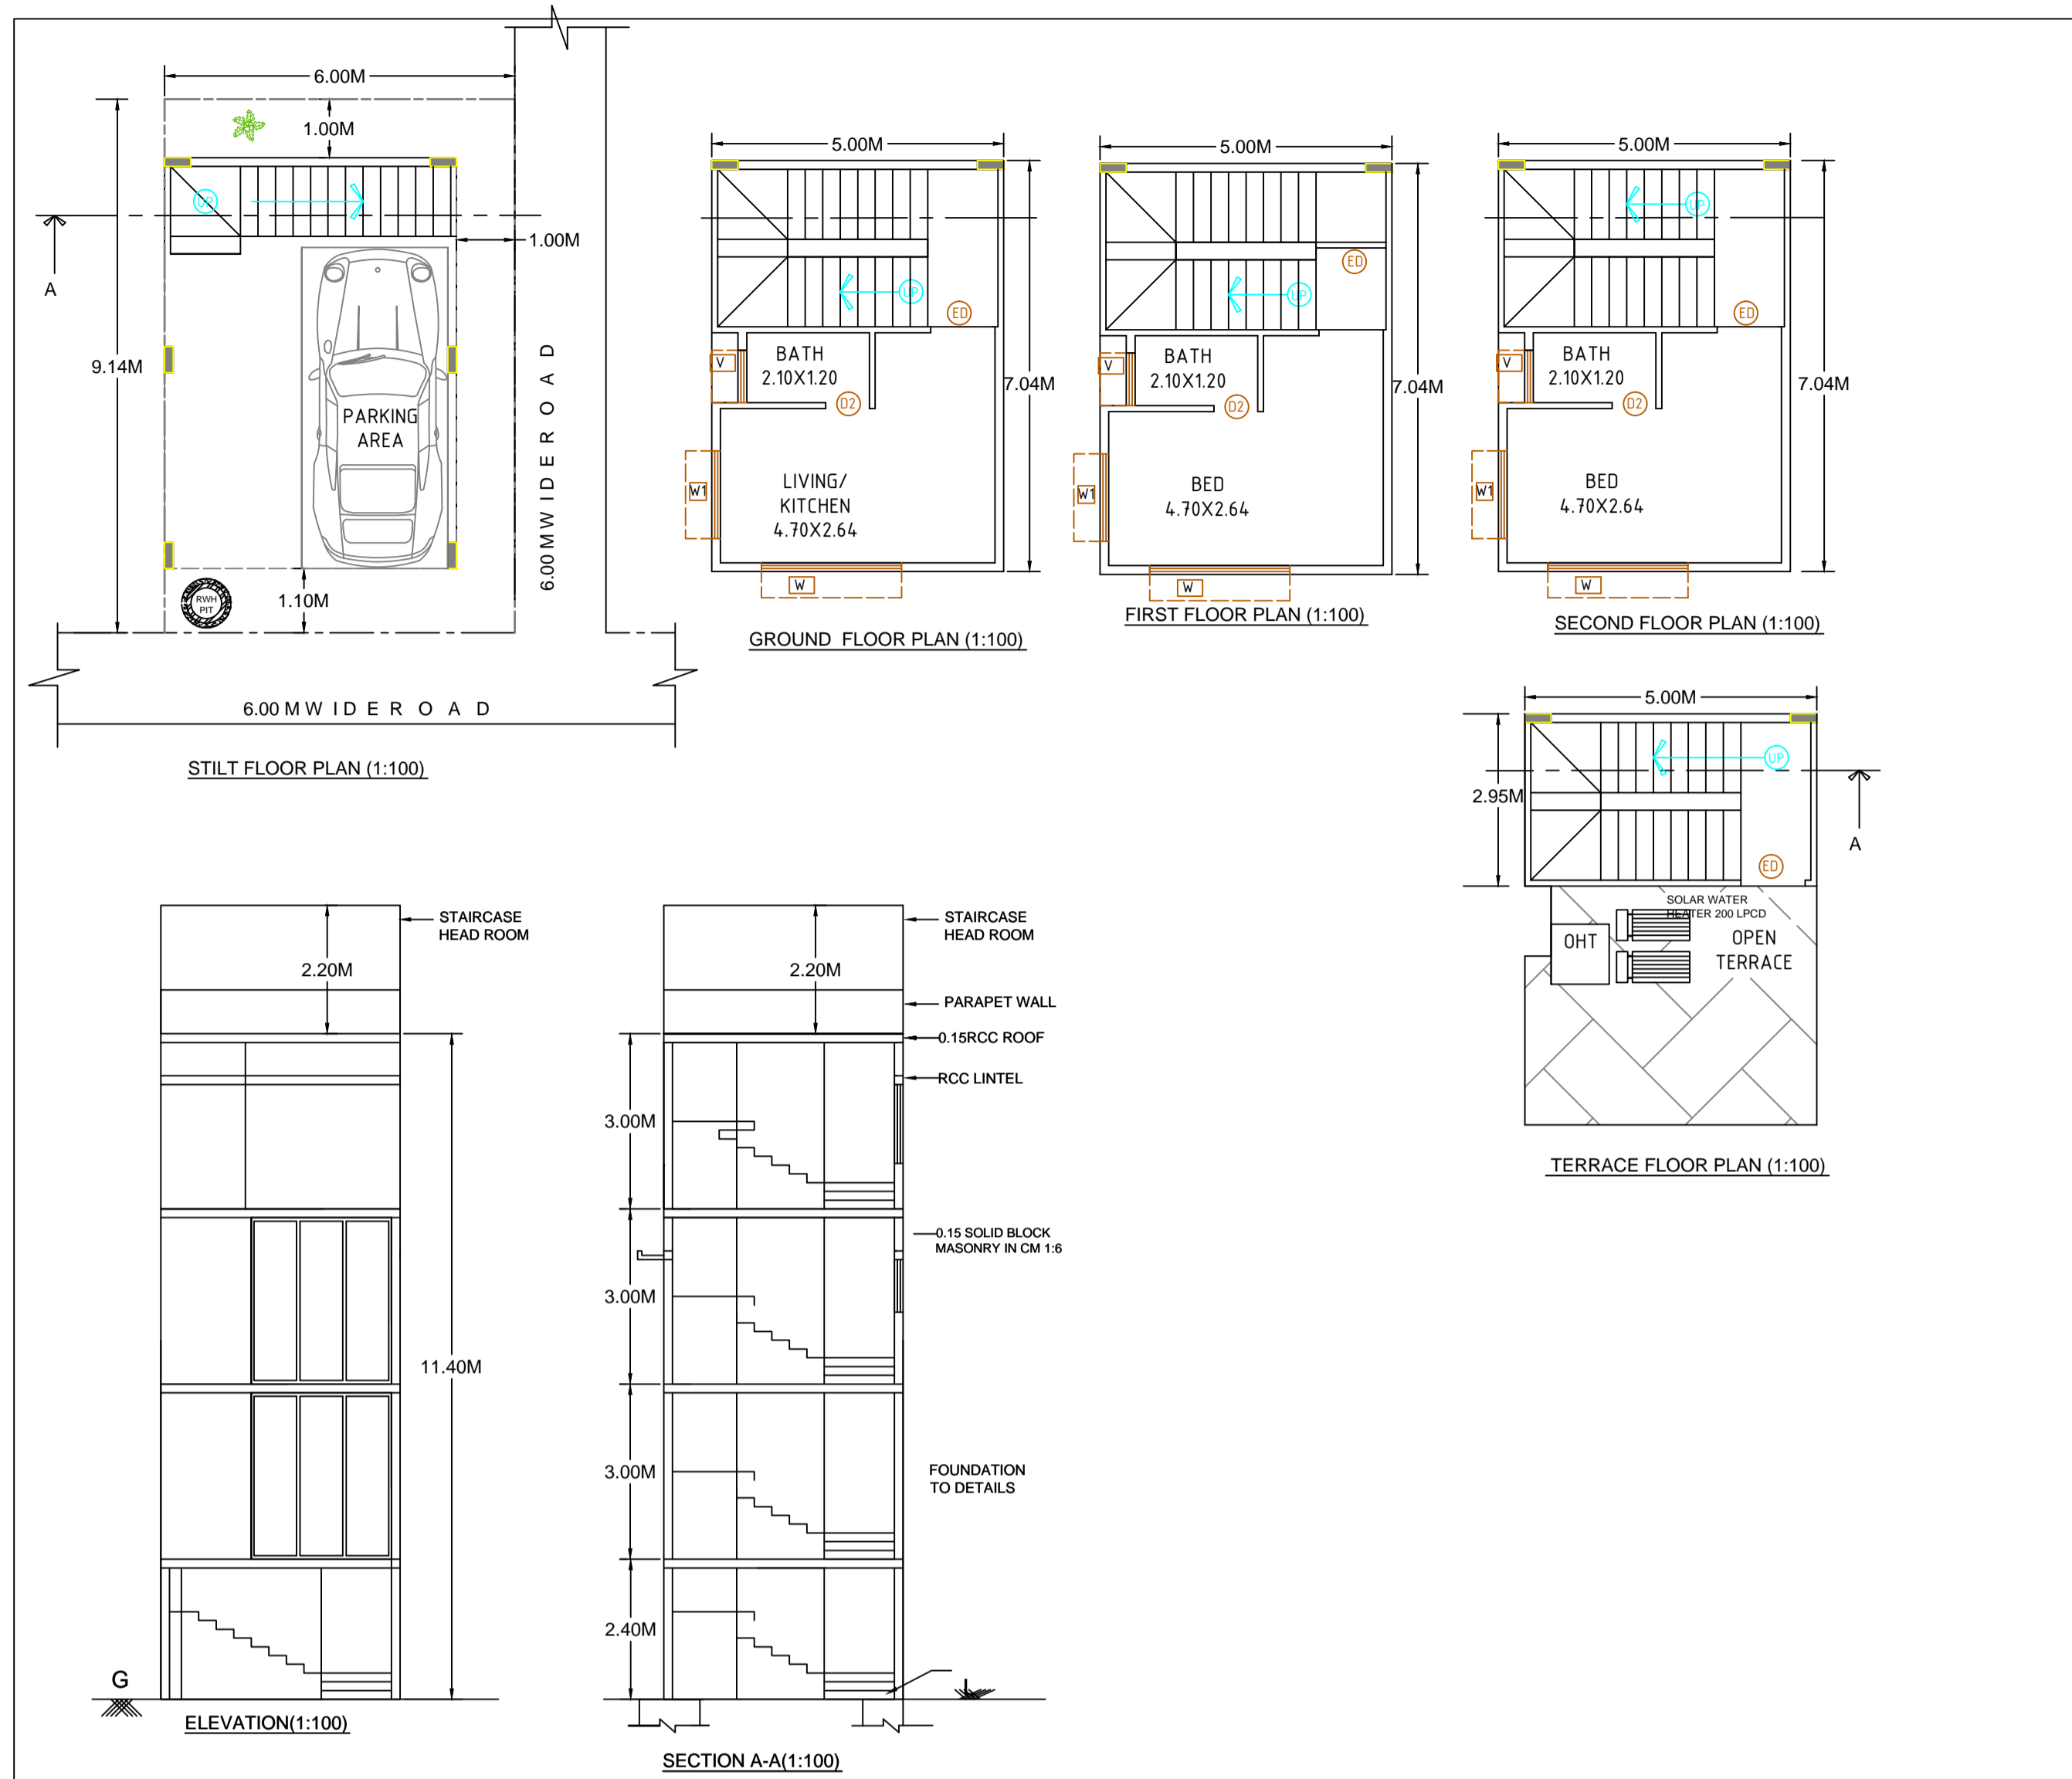 6.00M
1.00M
UP
1.00M
A
9.14M
PARKING
AREA
6.00 M W I D E R O A D
RWH
PIT
1.10M
6.00 M W I D E R O A D
STILT FLOOR PLAN (1:100)
5.00M
UP
ED
BATH
2.10X1.20
V
D2
7.04M
LIVING/
KITCHEN
4.70X2.64
W1
W
GROUND FLOOR PLAN (1:100)
5.00M
ED
UP
BATH
2.10X1.20
V
D2
7.04M
BED
4.70X2.64
W1
W
FIRST FLOOR PLAN (1:100)
5.00M
UP
ED
BATH
2.10X1.20
V
D2
7.04M
BED
4.70X2.64
W1
W
SECOND FLOOR PLAN (1:100)
5.00M
UP
2.95M
A
ED
SOLAR WATER
HEATER 200 LPCD
OHT
OPEN
TERRACE
TERRACE FLOOR PLAN (1:100)
STAIRCASE
HEAD ROOM
2.20M
11.40M
G
ELEVATION(1:100)
STAIRCASE
HEAD ROOM
2.20M
PARAPET WALL
0.15RCC ROOF
RCC LINTEL
3.00M
0.15 SOLID BLOCK
MASONRY IN CM 1:6
3.00M
3.00M
FOUNDATION
TO DETAILS
2.40M
L
SECTION A-A(1:100)